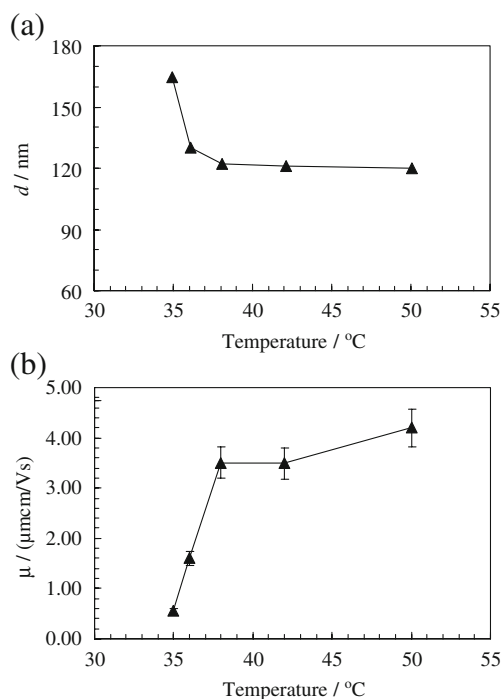 (a)
180
150
120
90
60
d / nm
30 35 40 45 50 55
Temperature / °C
(b)
5.00
4.00
3.00
2.00
1.00
0.00
μ / (μmcm/Vs)
30 35 40 45 50 55
Temperature / °C